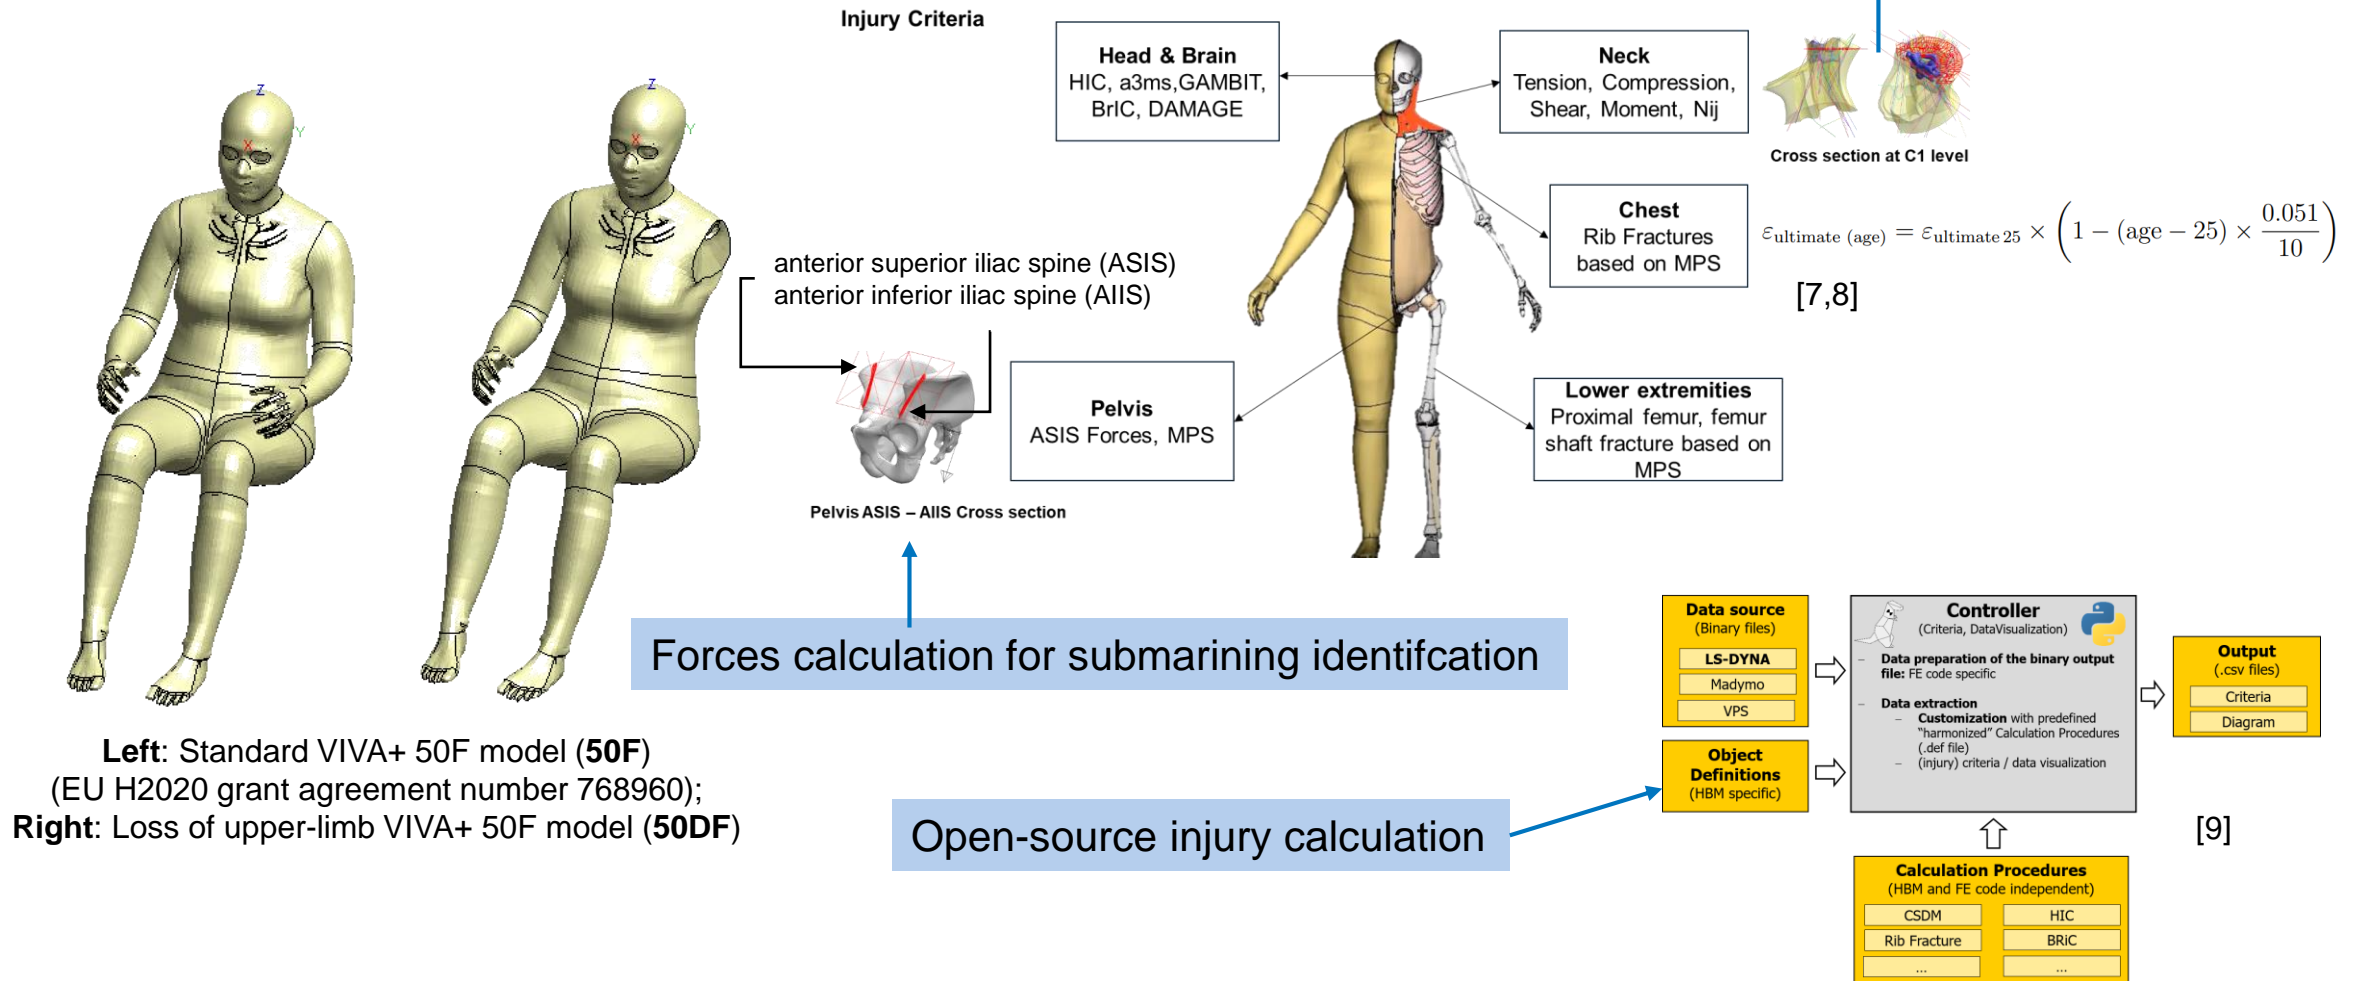 Injury Criteria
Head & Brain
HIC, a3ms,GAMBIT,
BrIC, DAMAGE
Neck
Tension, Compression,
Shear, Moment, Nij
Cross section at C1 level
Z
Y
X
Z
Y
X
Chest
Rib Fractures
based on MPS
ε_ultimate (age) = ε_ultimate 25 × (1 − (age − 25) × 0.051/10)
[7,8]
anterior superior iliac spine (ASIS)
anterior inferior iliac spine (AIIS)
Pelvis
ASIS Forces, MPS
Lower extremities
Proximal femur, femur
shaft fracture based on
MPS
Pelvis ASIS – AIIS Cross section
Forces calculation for submarining identifcation
Left: Standard VIVA+ 50F model (50F)
(EU H2020 grant agreement number 768960);
Right: Loss of upper-limb VIVA+ 50F model (50DF)
Open-source injury calculation
Data source
(Binary files)
LS-DYNA
Madymo
VPS
Object
Definitions
(HBM specific)
Controller
(Criteria, DataVisualization)
– Data preparation of the binary output
file: FE code specific
– Data extraction
– Customization with predefined
"harmonized" Calculation Procedures
(.def file)
– (injury) criteria / data visualization
Output
(.csv files)
Criteria
Diagram
[9]
Calculation Procedures
(HBM and FE code independent)
CSDM
HIC
Rib Fracture
BRiC
...
...